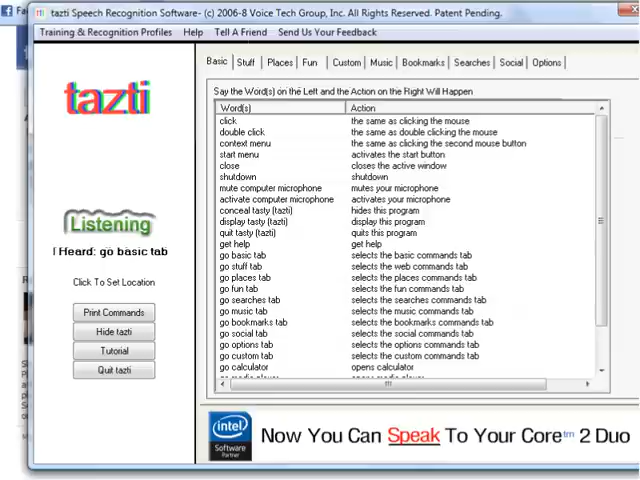 Fa
tazti Speech Recognition Software- (c) 2006-8 Voice Tech Group, Inc. All Rights Reserved. Patent Pending.
Training & Recognition Profiles Help Tell A Friend Send Us Your Feedback
Basic Stuff Places Fun Custom Music Bookmarks Searches Social Options
Say the Word(s) on the Left and the Action on the Right Will Happen
Word(s) Action
click the same as clicking the mouse
double click the same as double clicking the mouse
context menu the same as clicking the second mouse button
start menu activates the start button
close closes the active window
shutdown shutdown
mute computer microphone mutes your microphone
activate computer microphone activates your microphone
conceal tasty (tazti) hides this program
display tasty (tazti) display this program
quit tasty (tazti) quits this program
get help get help
go basic tab selects the basic commands tab
go stuff tab selects the web commands tab
go places tab selects the places commands tab
go fun tab selects the fun commands tab
go searches tab selects the searches commands tab
go music tab selects the music commands tab
go bookmarks tab selects the bookmarks commands tab
go social tab selects the social commands tab
go options tab selects the options commands tab
go custom tab selects the custom commands tab
go calculator opens calculator
tazti
Listening
I Heard: go basic tab
Click To Set Location
Print Commands
Hide tazti
Tutorial
Quit tazti
intel
Software
Partner
Now You Can Speak To Your Core™ 2 Duo